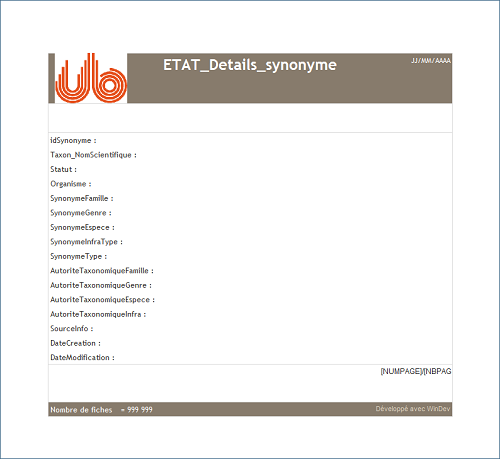 ub
ETAT_Details_synonyme
JJ/MM/AAAA
idSynonyme :
Taxon_NomScientifique :
Statut :
Organisme :
SynonymeFamille :
SynonymeGenre :
SynonymeEspece :
SynonymeInfraType :
SynonymeType :
AutoriteTaxonomiqueFamille :
AutoriteTaxonomiqueGenre :
AutoriteTaxonomiqueEspece :
AutoriteTaxonomiqueInfra :
SourceInfo :
DateCreation :
DateModification :
[NUMPAGE]/[NBPAG
Nombre de fiches = 999 999
Développé avec WinDev